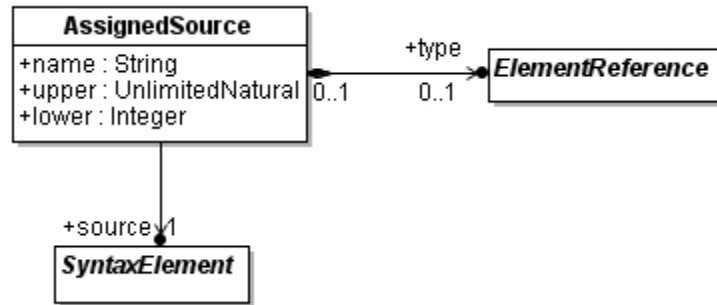 AssignedSource
+name : String
+upper : UnlimitedNatural
+lower : Integer
+type
0..1
0..1
ElementReference
+source
1
SyntaxElement